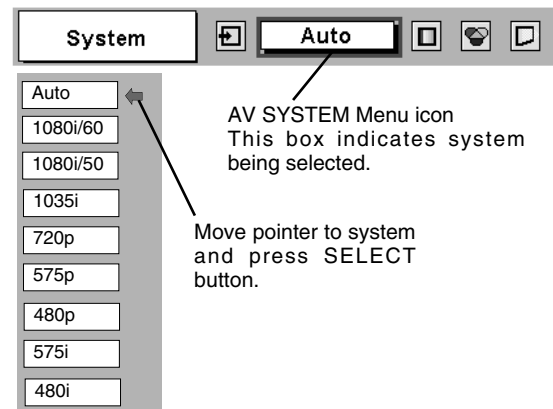 System
Auto
Auto
1080i/60
1080i/50
1035i
720p
575p
480p
575i
480i
AV SYSTEM Menu icon
This box indicates system
being selected.
Move pointer to system
and press SELECT
button.